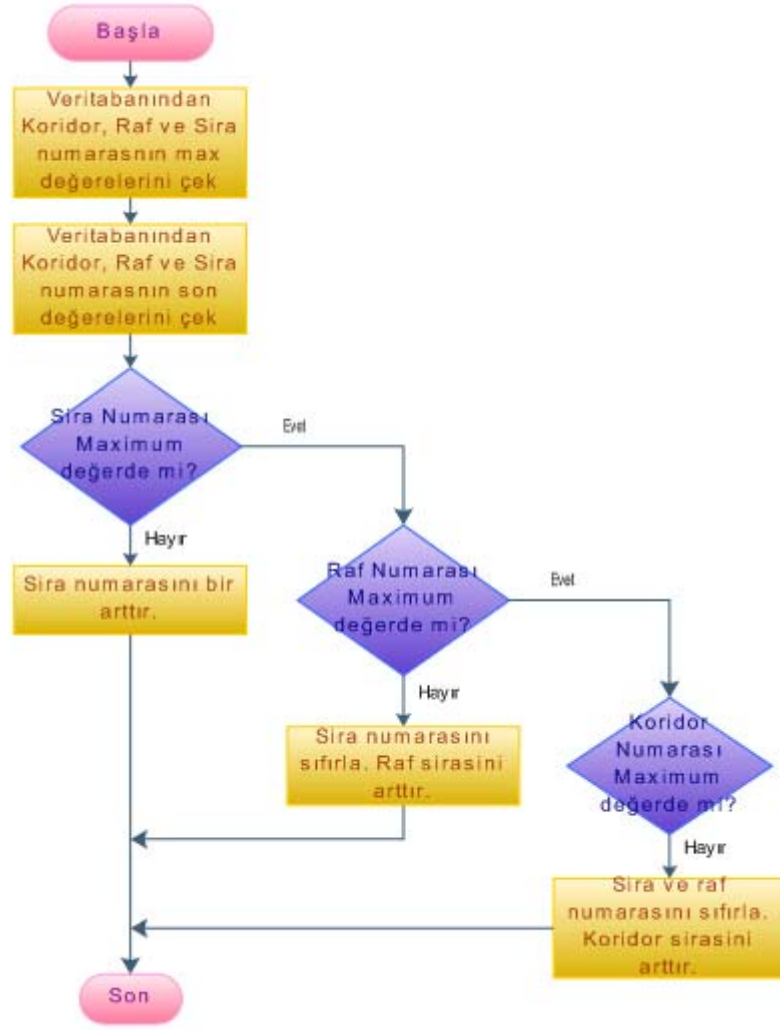 Başla
Veritabanından
Koridor, Raf ve Sira
numarasnın max
değerelerini çek
Veritabanından
Koridor, Raf ve Sira
numarasnın son
değerelerini çek
Sira Numarası
Maximum
değerde mi?
Evet
Hayır
Sira numarasını bir
arttır.
Raf Numarası
Maximum
değerde mi?
Evet
Hayır
Sira numarasını
sıfırla. Raf sirasini
arttır.
Koridor
Numarası
Maximum
değerde mi?
Hayır
Sira ve raf
numarasını sıfırla.
Koridor sirasini
arttır.
Son